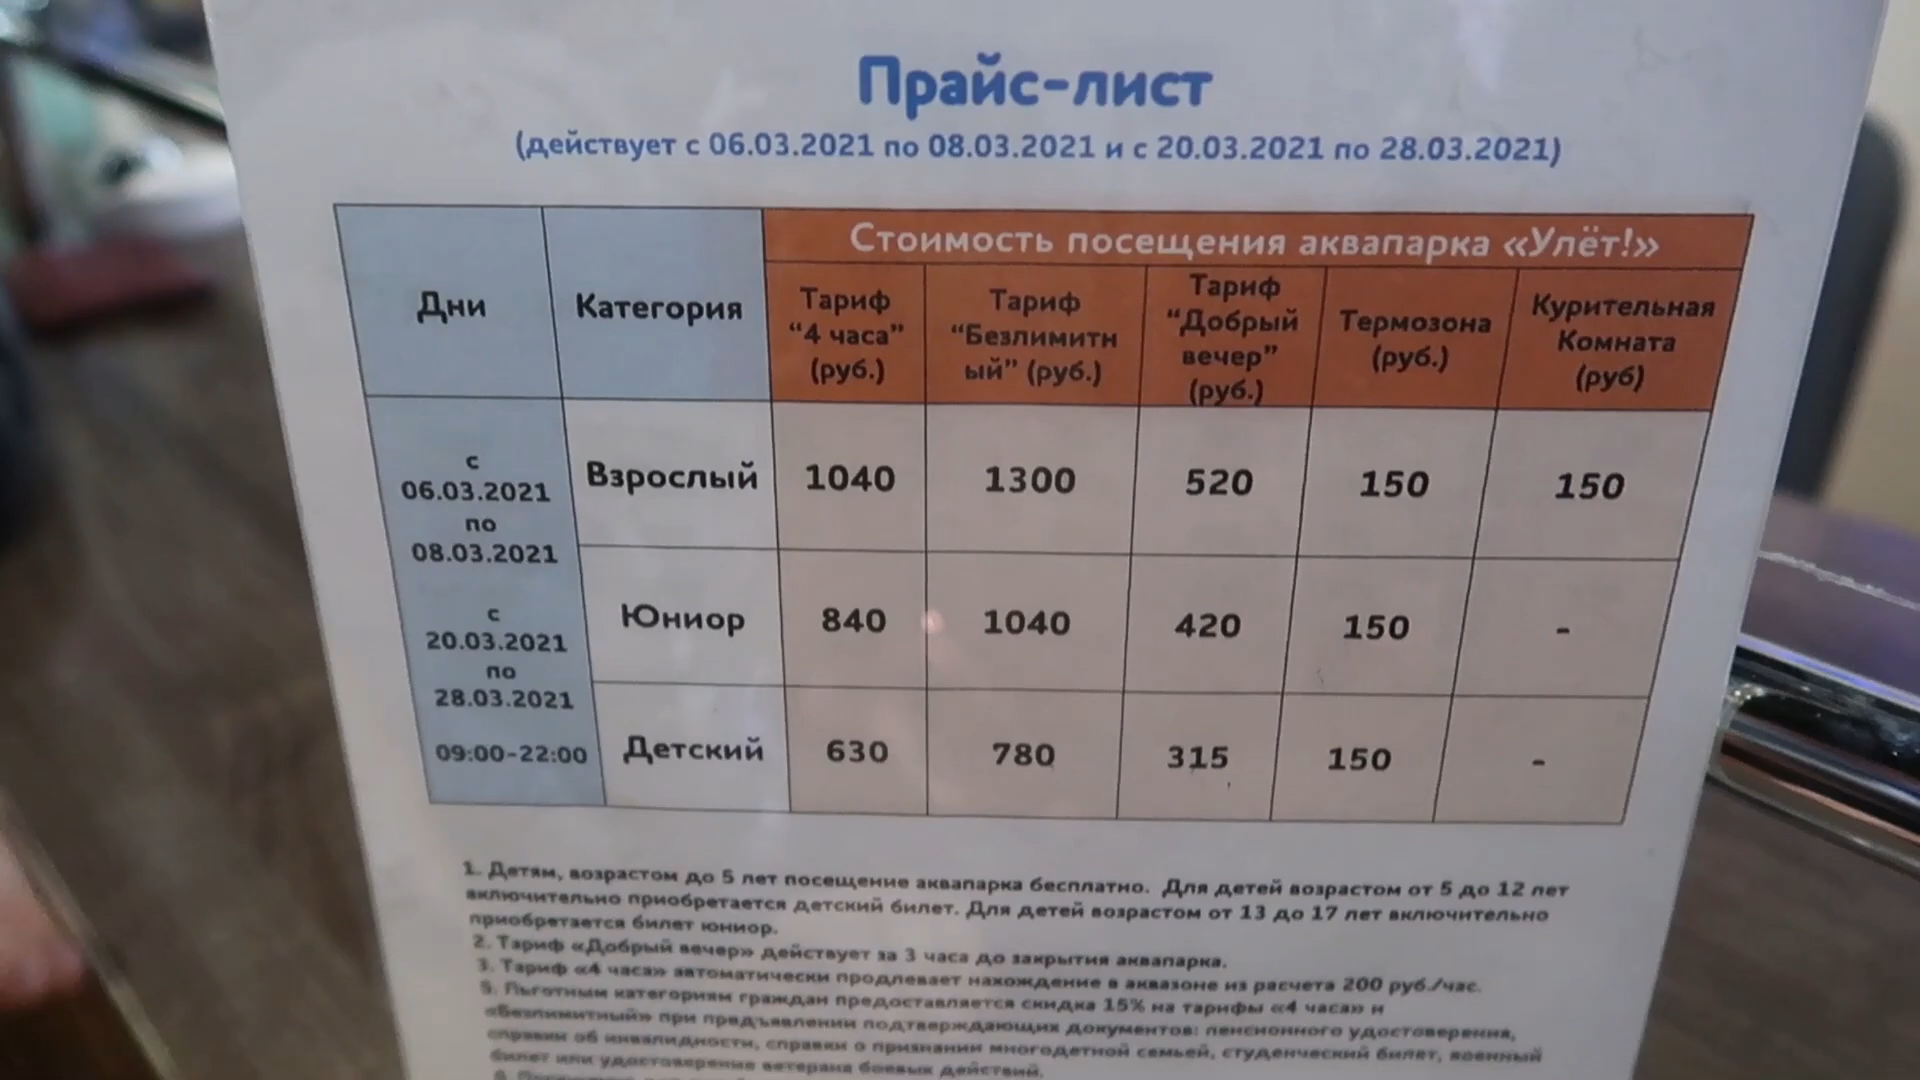 Прайс-лист
(действует с 06.03.2021 по 08.03.2021 и с 20.03.2021 по 28.03.2021)
Дни
Категория
Стоимость посещения аквапарка «Улёт!»
Тариф
“4 часа”
(руб.)
Тариф
“Безлимитн
ый” (руб.)
Тариф
“Добрый
вечер”
(руб.)
Термозона
(руб.)
Курительная
Комната
(руб)
с
06.03.2021
по
08.03.2021
с
20.03.2021
по
28.03.2021
09:00-22:00
Взрослый 1040 1300 520 150 150
Юниор 840 1040 420 150 -
Детский 630 780 315 150 -
1. Детям, возрастом до 5 лет посещение аквапарка бесплатно. Для детей возрастом от 5 до 12 лет
включительно приобретается детский билет. Для детей возрастом от 13 до 17 лет включительно
приобретается билет юниор.
2. Тариф «Добрый вечер» действует за 3 часа до закрытия аквапарка.
3. Тариф «4 часа» автоматически продлевает нахождение в аквазоне из расчета 200 руб./час.
5. Льготным категориям граждан предоставляется скидка 15% на тарифы «4 часа» и
«Безлимитный» при предъявлении подтверждающих документов: пенсионного удостоверения,
справки об инвалидности, справки о признании многодетной семьей, студенческий билет, военный
билет или удостоверение ветерана боевых действий.